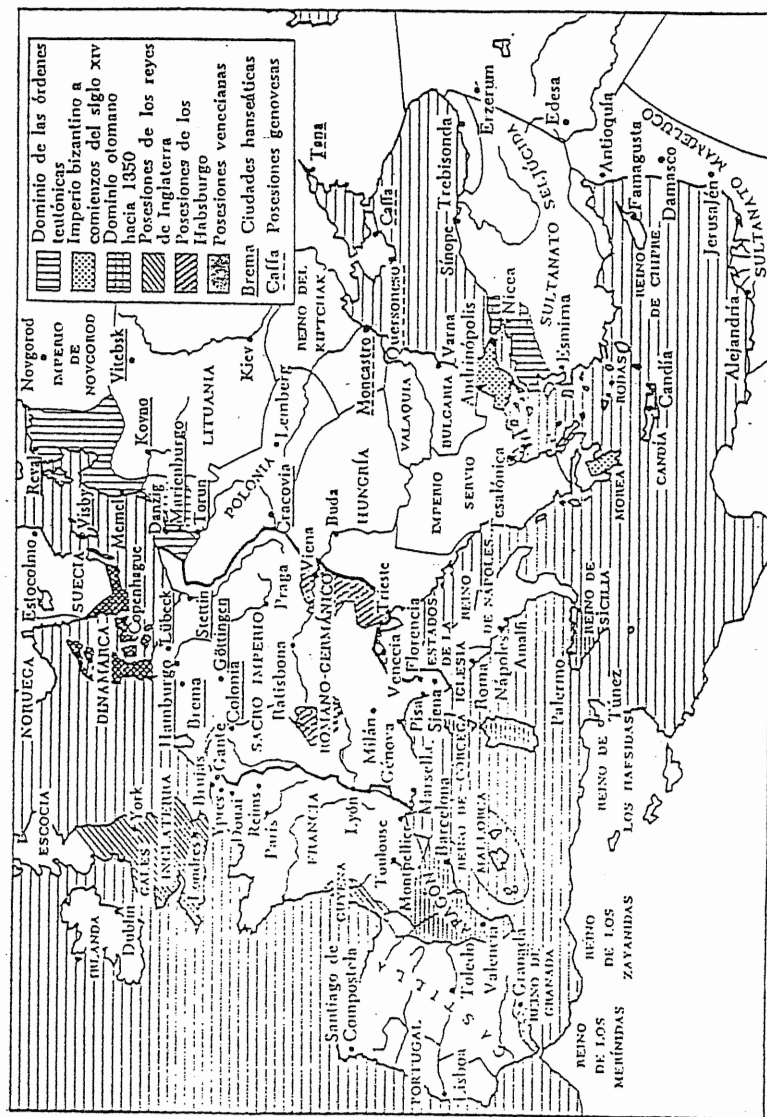 Dominio de las órdenes
teutónicas
Imperio bizantino a
comienzos del siglo XIV
Dominio otomano
hacia 1350
Posesiones de los reyes
de Inglaterra
Posesiones de los
Habsburgo
Posesiones venecianas
Brema Ciudades hanseáticas
Caffa Posesiones genovesas
NORUEGA
ESCOCIA
SUECIA
Estocolmo
Reval
Novgorod
IMPERIO
DE
NOVGOROD
Visby
Vitebsk
IRLANDA
Dublín
York
GALES
INGLATERRA
Londres
DINAMARCA
Copenhague
Memel
Kovno
LITUANIA
Hamburgo
Lübeck
Danzig
Marienburgo
Torun
Brema
Stettin
Brujas
Gante
Ypres
Douai
Colonia
Göttingen
POLONIA
Kiev
Reims
París
SACRO IMPERIO
ROMANO-GERMÁNICO
Praga
Cracovia
Lemberg
REINO DEL
KIPTCHAK
Tona
FRANCIA
Ratisbona
Viena
Buda
HUNGRÍA
Moncastro
Caffa
Quersoneso
GUYENA
Lyón
Milán
Génova
Venecia
Trieste
VALAQUIA
Santiago de
Compostela
Toulouse
Montpellier
Marsella
Pisa
Florencia
Siena
ESTADOS
DE LA
IGLESIA
IMPERIO
SERVIO
BULGARIA
Varna
Sínope
Trebisonda
Erzerum
PORTUGAL
Lisboa
CASTILLA
Toledo
ARAGÓN
Barcelona
REINO DE CÓRCEGA
Roma
REINO
DE NÁPOLES
Nápoles
Amalfi
Tesalónica
Andrinópolis
Nicea
SULTANATO SELJÚCIDA
Edesa
Valencia
MALLORCA
Granada
REINO DE
GRANADA
Palermo
REINO DE
SICILIA
MOREA
Esmirna
RODAS
Antioquía
REINO
DE LOS
MERÍNIDAS
REINO
DE LOS
ZAYANIDAS
REINO DE
LOS HAFSIDAS
Túnez
CANDÍA
Candía
REINO
DE CHIPRE
Famagusta
Damasco
Jerusalén
Alejandría
SULTANATO MAMELUCO